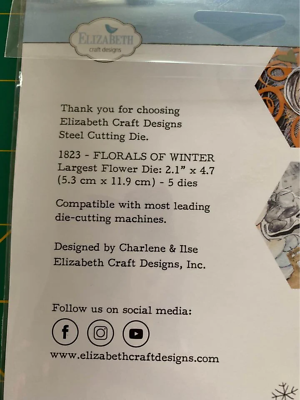 ELIZABETH
craft designs
Thank you for choosing
Elizabeth Craft Designs
Steel Cutting Die.
1823 - FLORALS OF WINTER
Largest Flower Die: 2.1" x 4.7
(5.3 cm x 11.9 cm) - 5 dies
Compatible with most leading
die-cutting machines.
Designed by Charlene & Ilse
Elizabeth Craft Designs, Inc.
Follow us on social media:
www.elizabethcraftdesigns.com